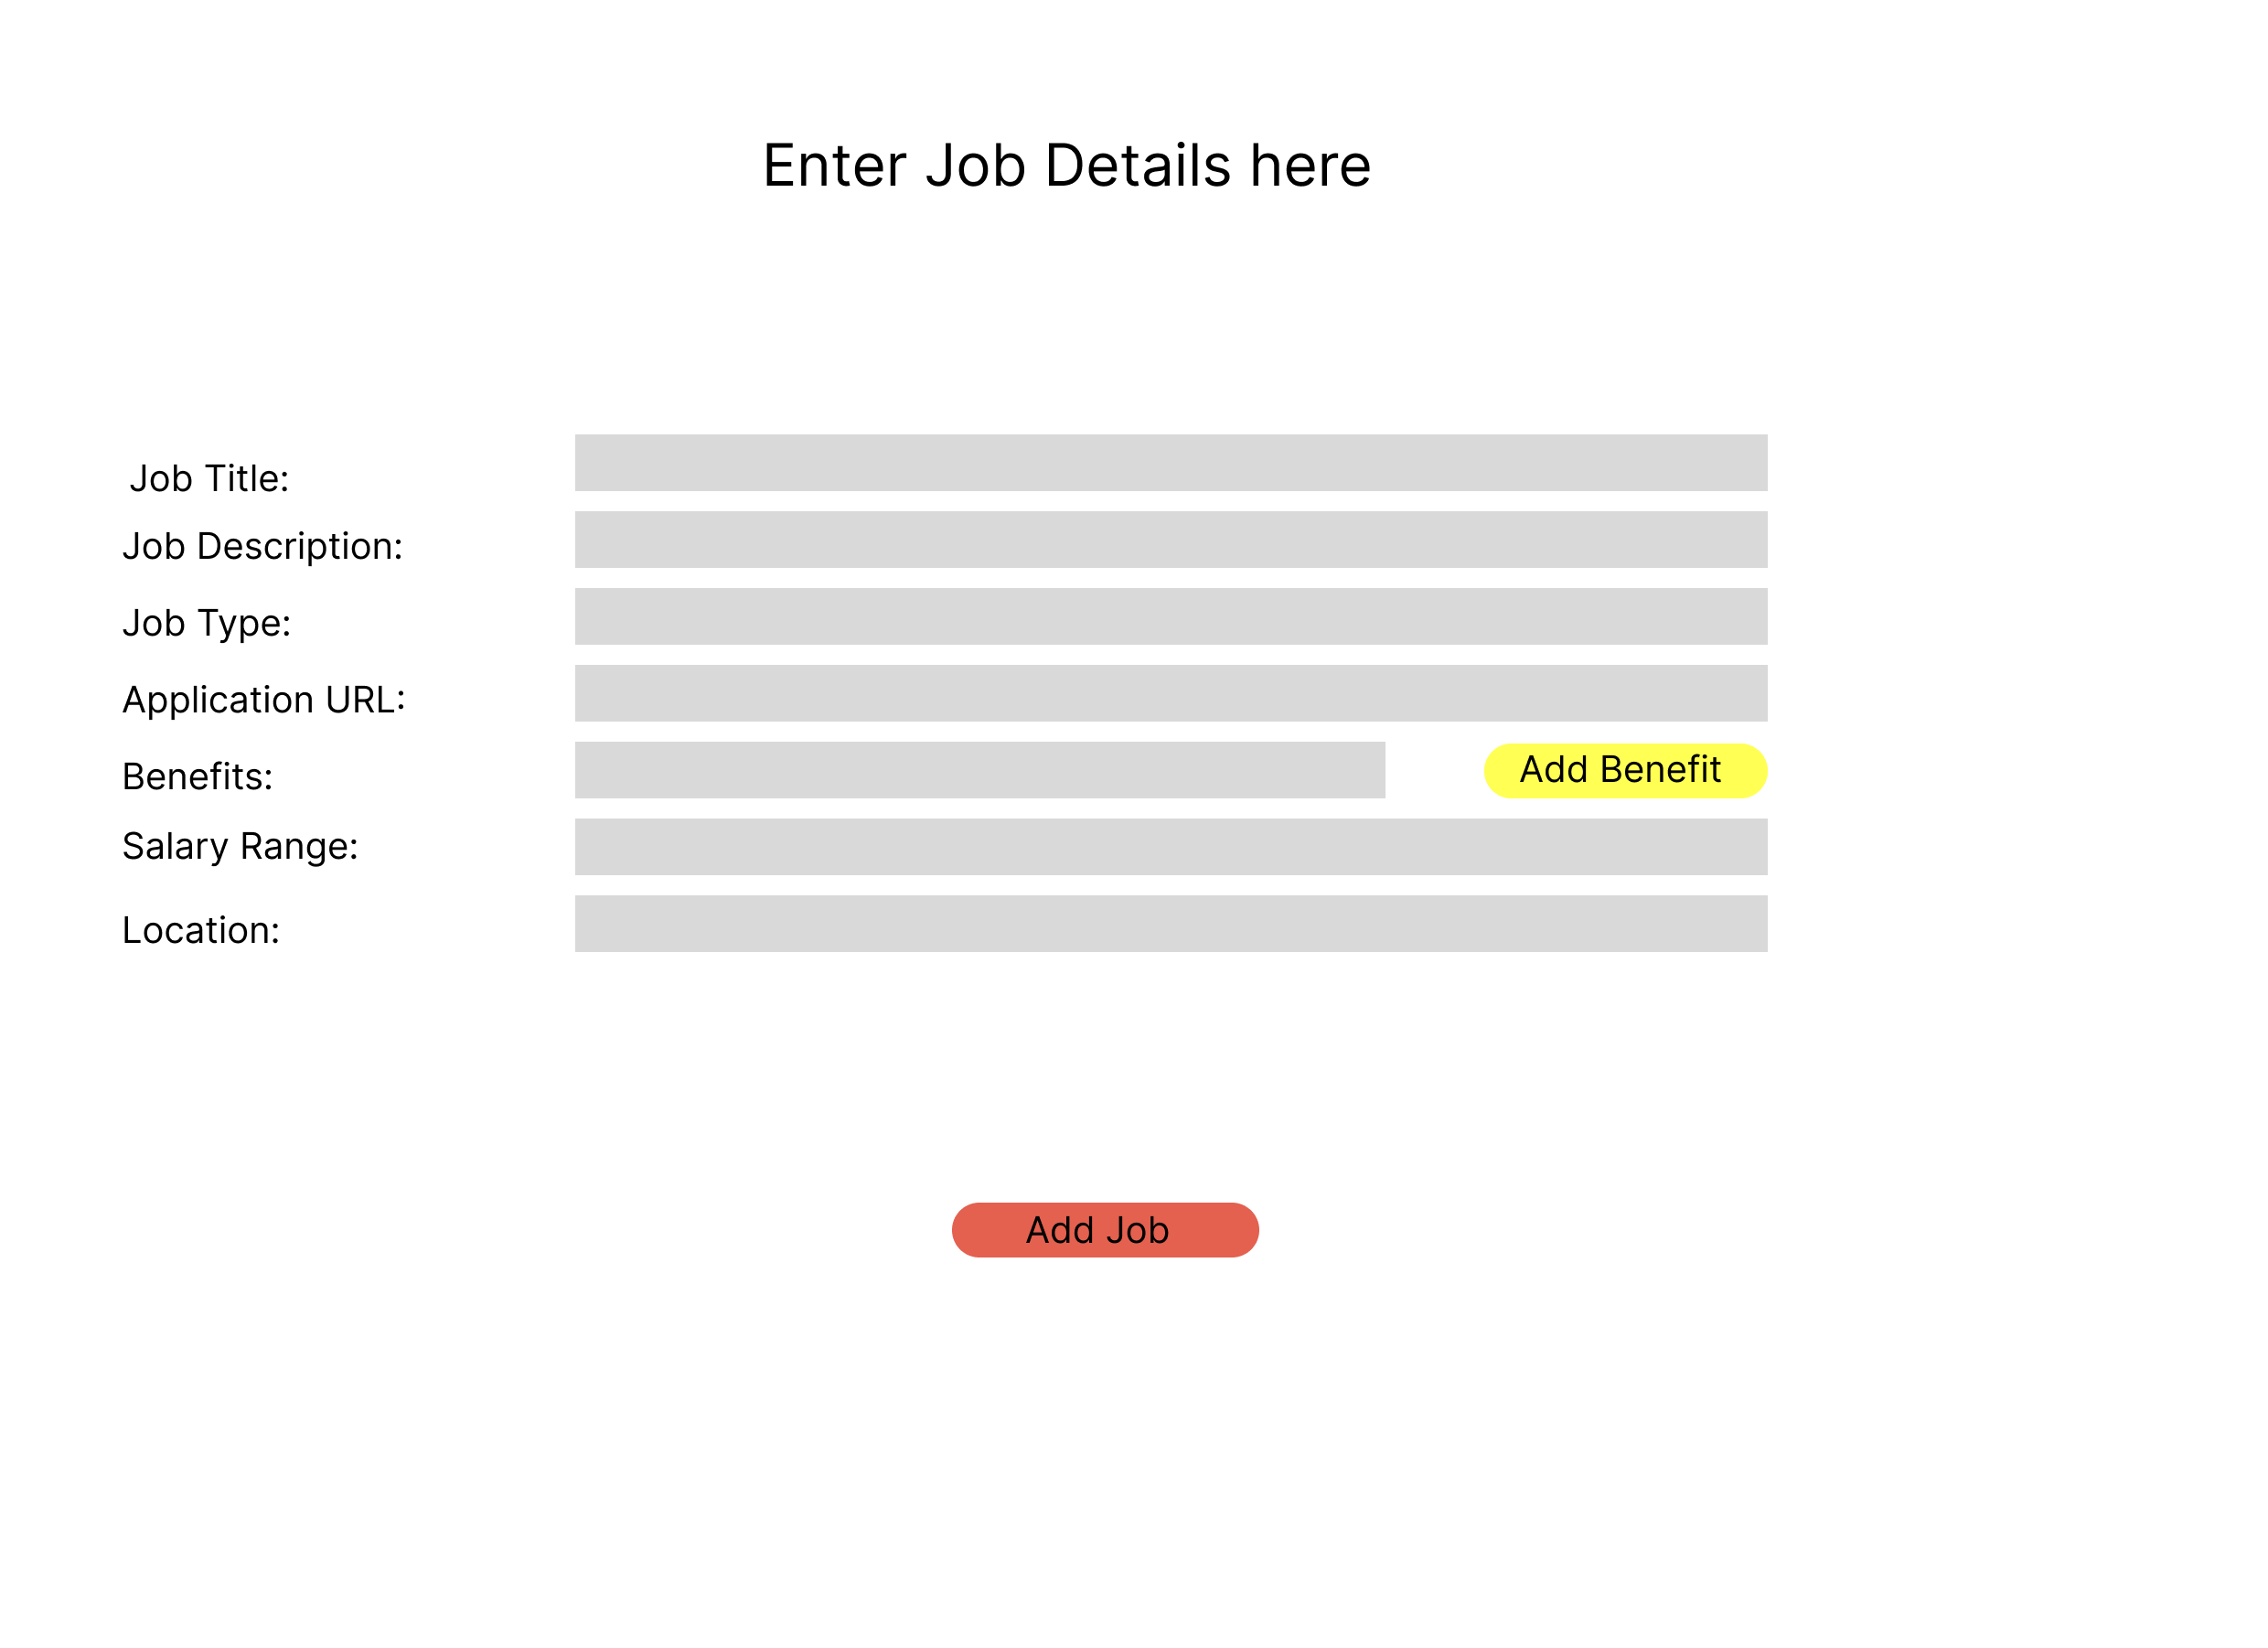 Enter Job Details here
Job Title:
Job Description:
Job Type:
Application URL:
Benefits:
Add Benefit
Salary Range:
Location:
Add Job